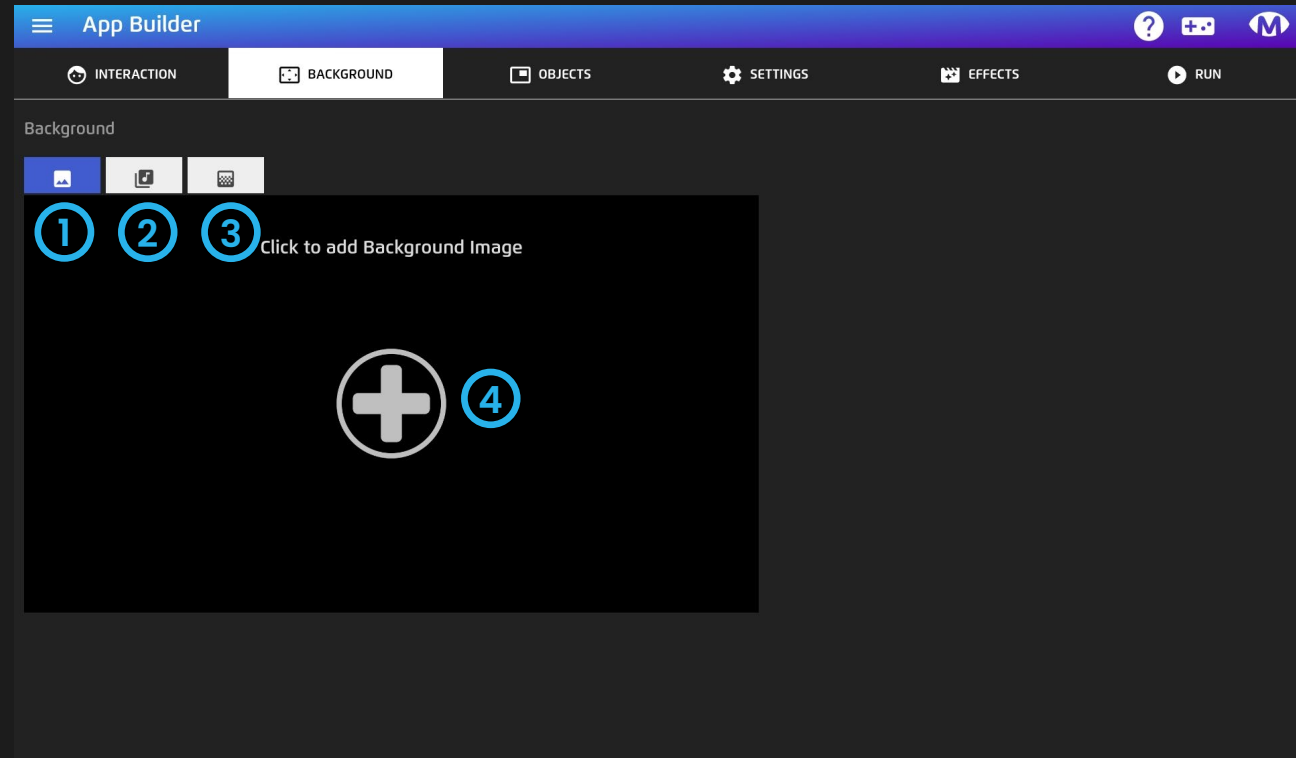 App Builder
INTERACTION
BACKGROUND
OBJECTS
SETTINGS
EFFECTS
RUN
Background
1
2
3
Click to add Background Image
4